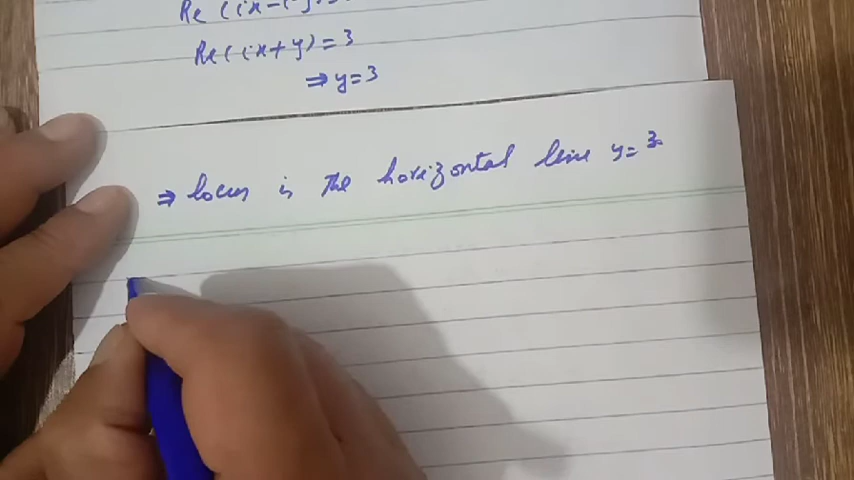 Re((ix+y)=3
⇒ y=3
⇒ locus is the horizontal line y=3